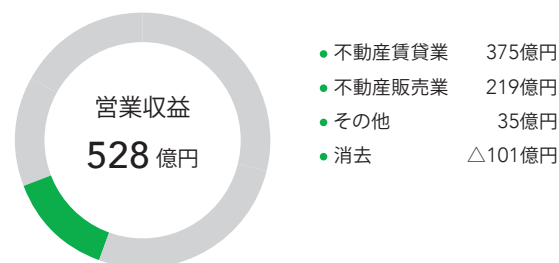 営業収益
528 億円
• 不動産賃貸業 375億円
• 不動産販売業 219億円
• その他 35億円
• 消去 △101億円